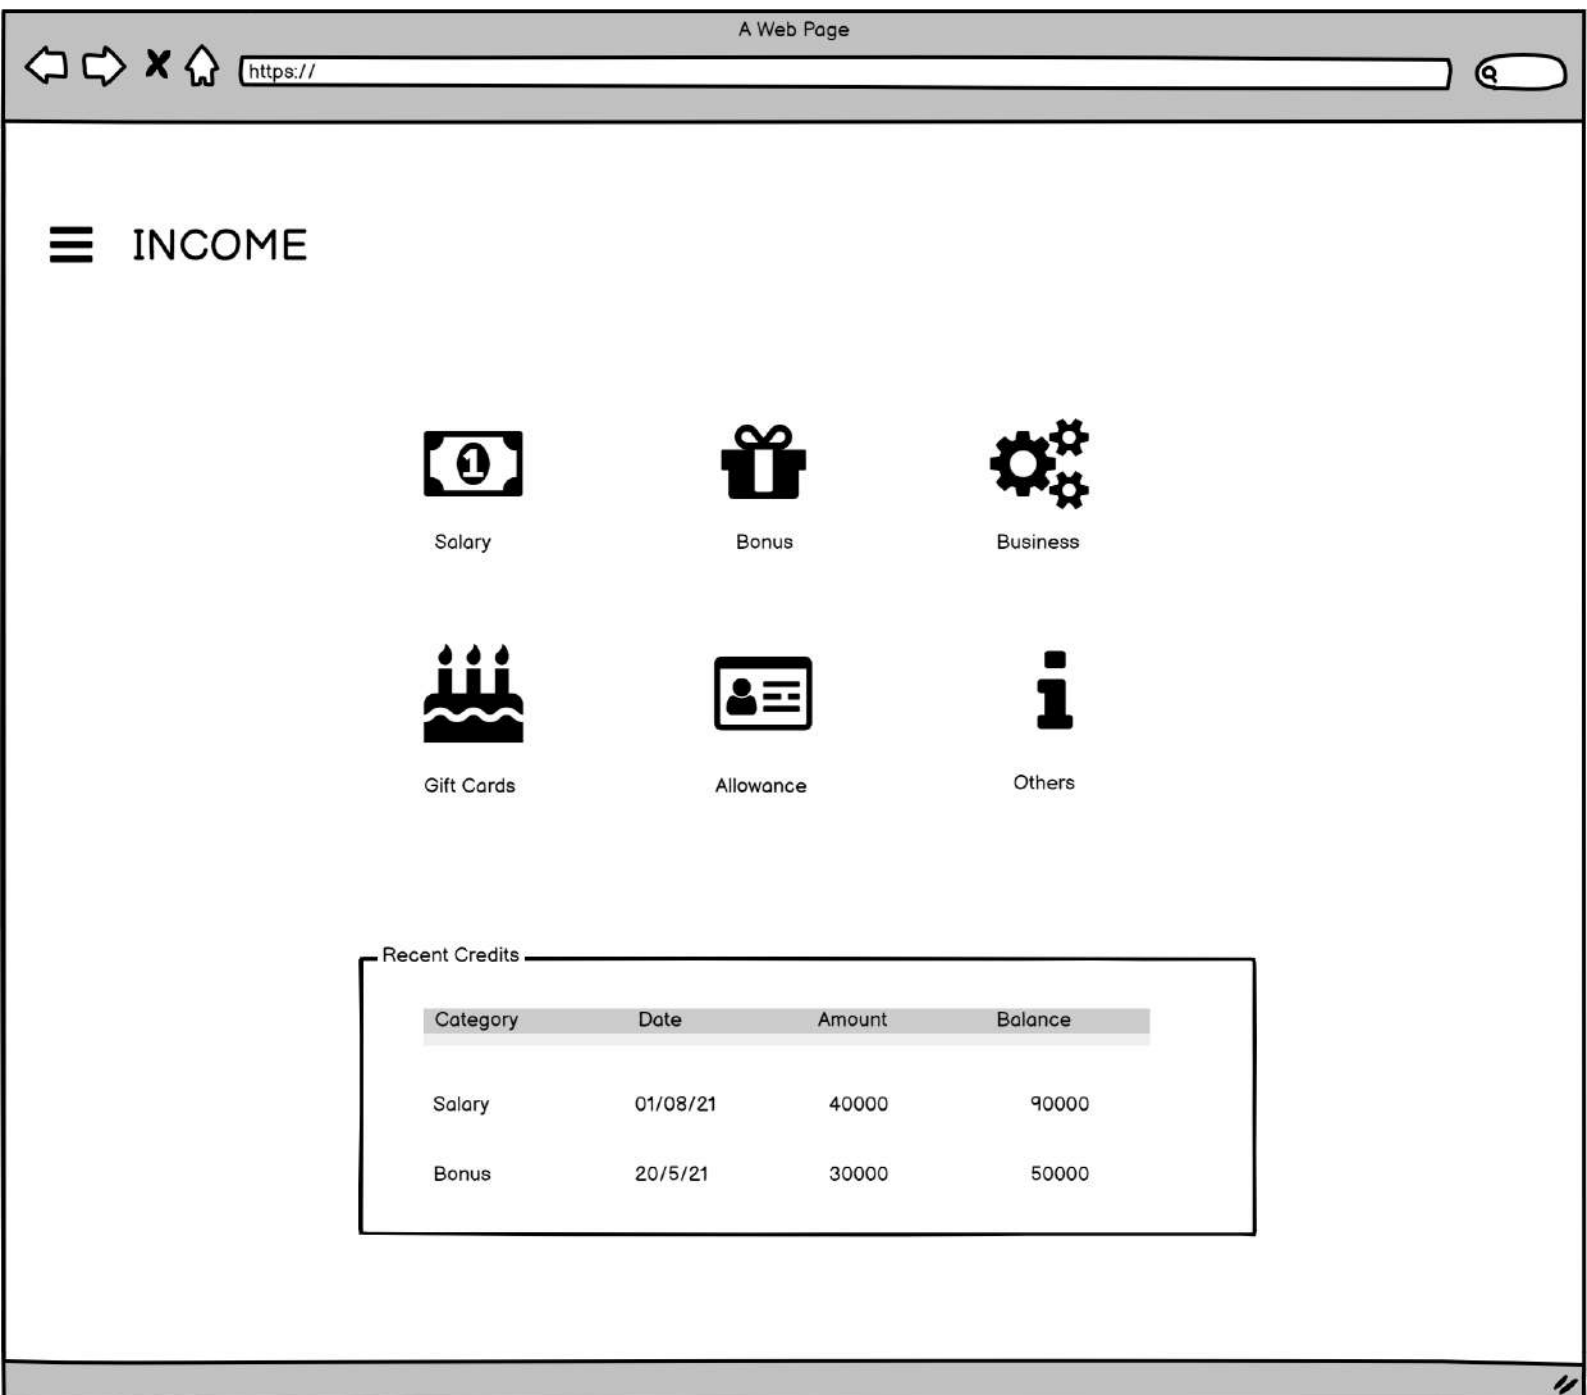 A Web Page
https://
INCOME
1
Salary Bonus Business
Gift Cards Allowance Others
Recent Credits
Category Date Amount Balance
Salary 01/08/21 40000 90000
Bonus 20/5/21 30000 50000